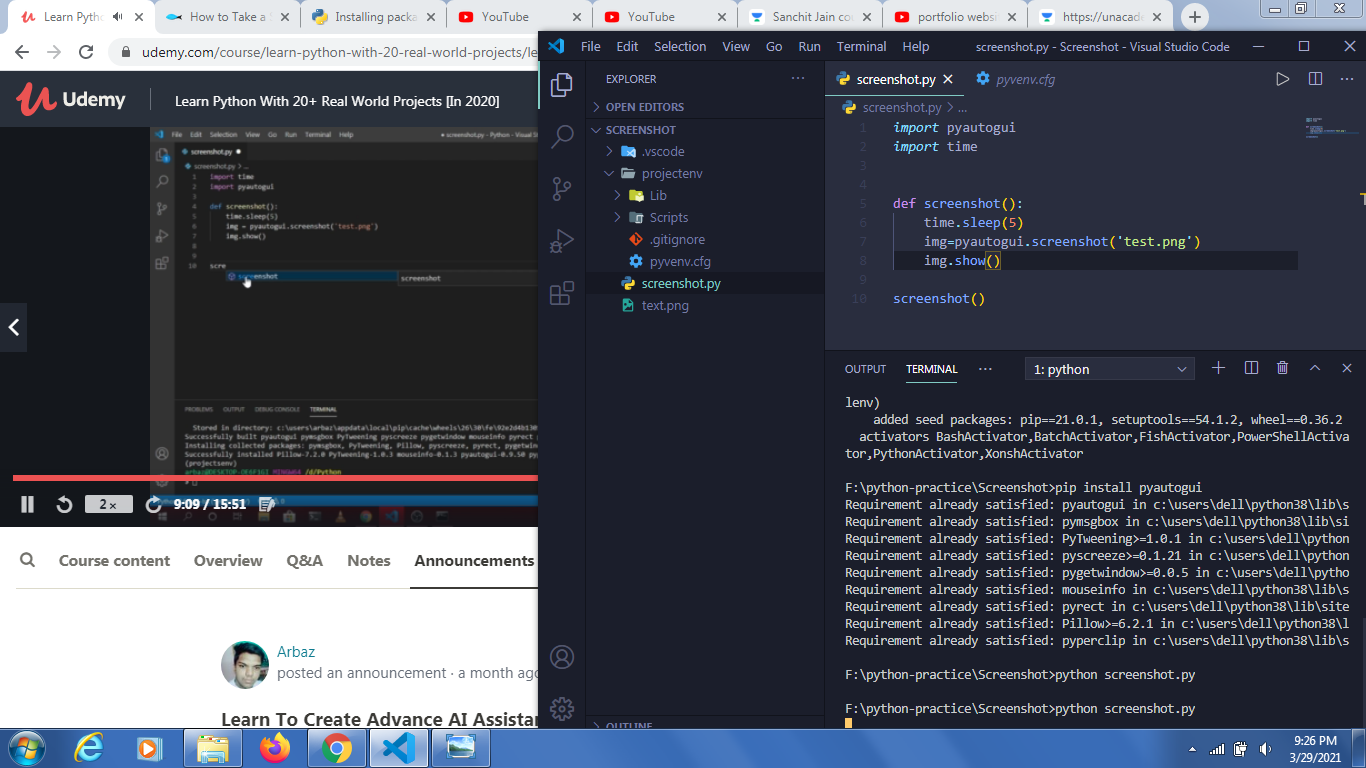 Learn Pyth
How to Take a S
Installing packa
YouTube
YouTube
Sanchit Jain co
portfolio websi
https://unacade
udemy.com/course/learn-python-with-20-real-world-projects/le
Udemy
Learn Python With 20+ Real World Projects [In 2020]
File Edit Selection View Go Run Terminal Help
screenshot.py - Python - Visual St
screenshot.py
screenshot.py > ...
1 import time
2 import pyautogui
3
4 def screenshot():
5 time.sleep(5)
6 img = pyautogui.screenshot('test.png')
7 img.show()
8
9
10 scre
screenshot
screenshot
PROBLEMS OUTPUT DEBUG CONSOLE TERMINAL
Stored in directory: c:\users\arbaz\appdata\local\pip\cache\wheels\26\30\fe\92e2d4b130
Successfully built pyautogui pymsgbox PyTweening pyscreeze pygetwindow mouseinfo pyrect
Installing collected packages: pymsgbox, PyTweening, Pillow, pyscreeze, pyrect, pygetwin
Successfully installed Pillow-7.2.0 PyTweening-1.0.3 mouseinfo-0.1.3 pyautogui-0.9.50 py
(projectsenv)
MINGW64 /d/Python
2×
9:09 / 15:51
Course content
Overview
Q&A
Notes
Announcements
Arbaz
posted an announcement · a month ago
Learn To Create Advance AI Assista
File Edit Selection View Go Run Terminal Help
screenshot.py - Screenshot - Visual Studio Code
EXPLORER
OPEN EDITORS
SCREENSHOT
.vscode
projectenv
Lib
Scripts
.gitignore
pyvenv.cfg
screenshot.py
text.png
OUTLINE
screenshot.py
pyvenv.cfg
screenshot.py > ...
1 import pyautogui
2 import time
3
4
5 def screenshot():
6 time.sleep(5)
7 img=pyautogui.screenshot('test.png')
8 img.show()
9
10 screenshot()
OUTPUT
TERMINAL
1: python
lenv)
added seed packages: pip==21.0.1, setuptools==54.1.2, wheel==0.36.2
activators BashActivator,BatchActivator,FishActivator,PowerShellActiva
tor,PythonActivator,XonshActivator
F:\python-practice\Screenshot>pip install pyautogui
Requirement already satisfied: pyautogui in c:\users\dell\python38\lib\s
Requirement already satisfied: pymsgbox in c:\users\dell\python38\lib\si
Requirement already satisfied: PyTweening>=1.0.1 in c:\users\dell\python
Requirement already satisfied: pyscreeze>=0.1.21 in c:\users\dell\python
Requirement already satisfied: pygetwindow>=0.0.5 in c:\users\dell\pytho
Requirement already satisfied: mouseinfo in c:\users\dell\python38\lib\s
Requirement already satisfied: pyrect in c:\users\dell\python38\lib\site
Requirement already satisfied: Pillow>=6.2.1 in c:\users\dell\python38\l
Requirement already satisfied: pyperclip in c:\users\dell\python38\lib\s
F:\python-practice\Screenshot>python screenshot.py
F:\python-practice\Screenshot>python screenshot.py
9:26 PM
3/29/2021